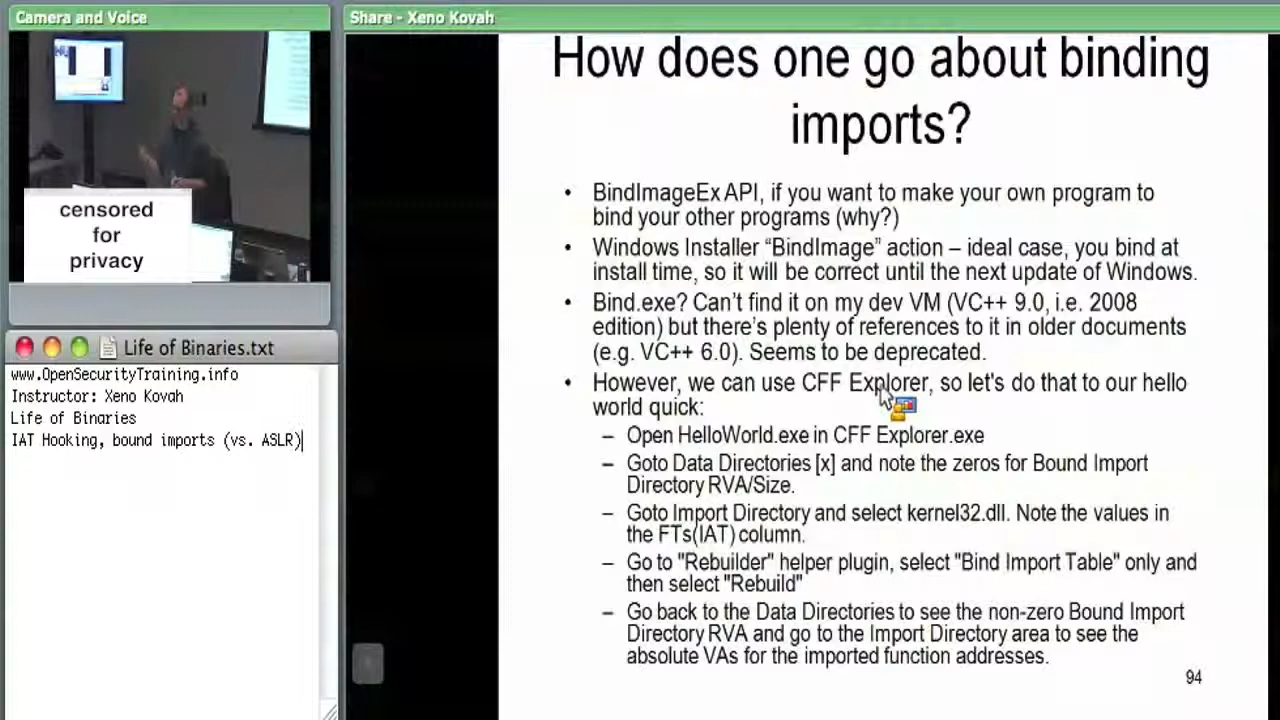 Camera and Voice
censored
for
privacy
Life of Binaries.txt
www.OpenSecurityTraining.info
Instructor: Xeno Kovah
Life of Binaries
IAT Hooking, bound imports (vs. ASLR)
Share - Xeno Kovah
How does one go about binding
imports?
• BindImageEx API, if you want to make your own program to
bind your other programs (why?)
• Windows Installer “BindImage” action – ideal case, you bind at
install time, so it will be correct until the next update of Windows.
• Bind.exe? Can't find it on my dev VM (VC++ 9.0, i.e. 2008
edition) but there's plenty of references to it in older documents
(e.g. VC++ 6.0). Seems to be deprecated.
• However, we can use CFF Explorer, so let's do that to our hello
world quick:
– Open HelloWorld.exe in CFF Explorer.exe
– Goto Data Directories [x] and note the zeros for Bound Import
Directory RVA/Size.
– Goto Import Directory and select kernel32.dll. Note the values in
the FTs(IAT) column.
– Go to "Rebuilder" helper plugin, select "Bind Import Table" only and
then select "Rebuild"
– Go back to the Data Directories to see the non-zero Bound Import
Directory RVA and go to the Import Directory area to see the
absolute VAs for the imported function addresses.
94